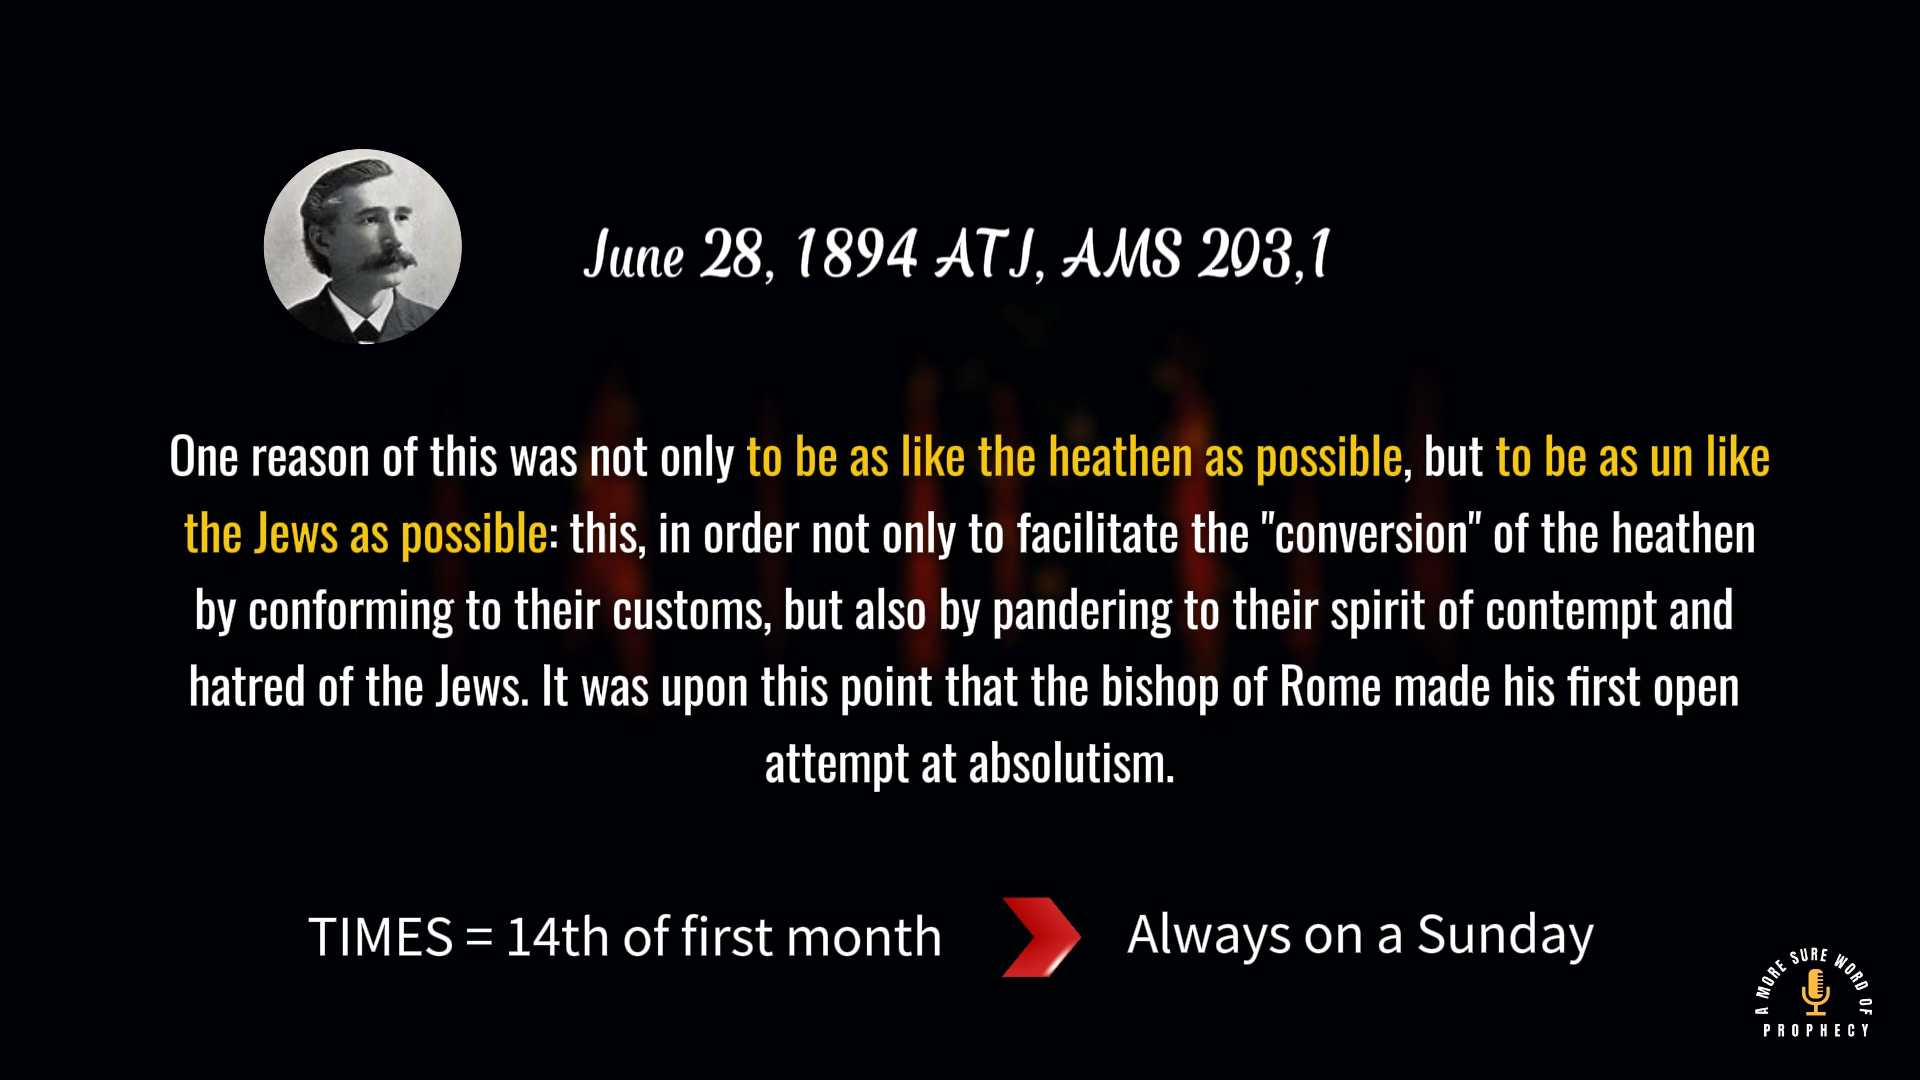 June 28, 1894 ATJ, AMS 203,1
One reason of this was not only to be as like the heathen as possible, but to be as un like
the Jews as possible: this, in order not only to facilitate the "conversion" of the heathen
by conforming to their customs, but also by pandering to their spirit of contempt and
hatred of the Jews. It was upon this point that the bishop of Rome made his first open
attempt at absolutism.
TIMES = 14th of first month
Always on a Sunday
A MORE SURE WORD OF
PROPHECY